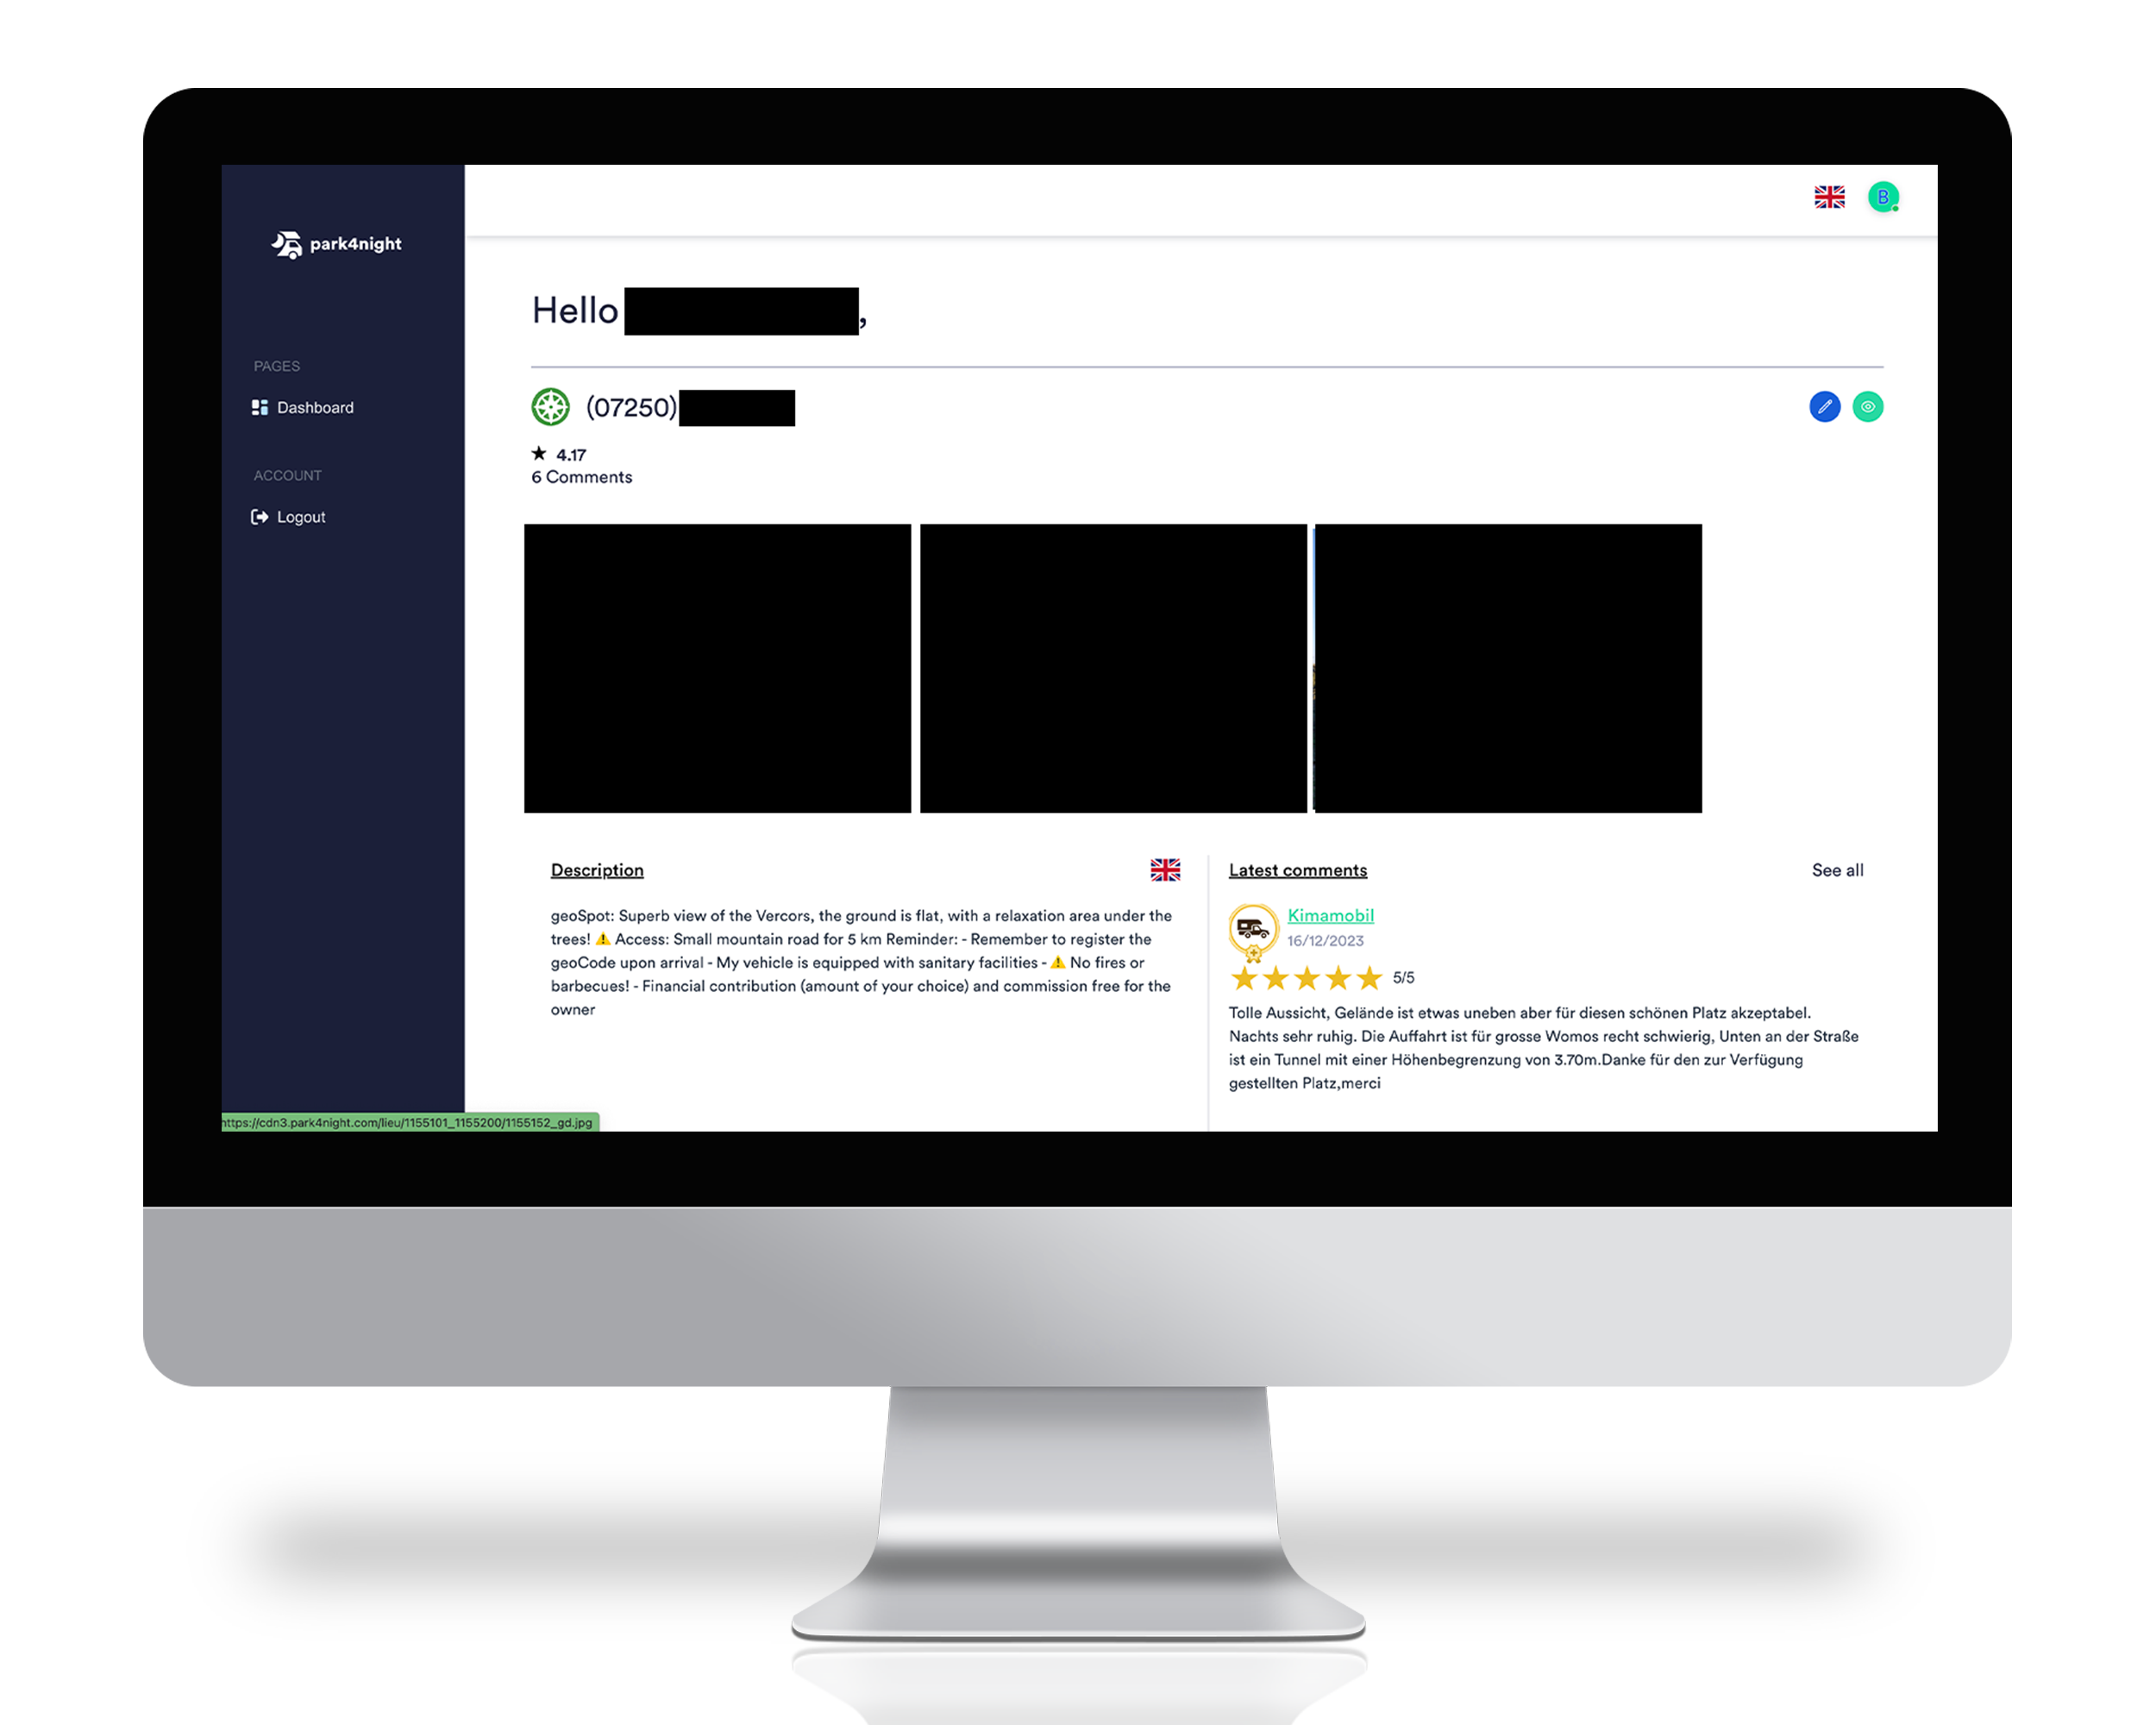 park4night
B
Hello ,
PAGES
Dashboard
(07250)
4.17
6 Comments
ACCOUNT
Logout
Description
geoSpot: Superb view of the Vercors, the ground is flat, with a relaxation area under the
trees! ⚠ Access: Small mountain road for 5 km Reminder: - Remember to register the
geoCode upon arrival - My vehicle is equipped with sanitary facilities - ⚠ No fires or
barbecues! - Financial contribution (amount of your choice) and commission free for the
owner
Latest comments
See all
Kimamobil
16/12/2023
5/5
Tolle Aussicht, Gelände ist etwas uneben aber für diesen schönen Platz akzeptabel.
Nachts sehr ruhig. Die Auffahrt ist für grosse Womos recht schwierig, Unten an der Straße
ist ein Tunnel mit einer Höhenbegrenzung von 3.70m.Danke für den zur Verfügung
gestellten Platz,merci
https://cdn3.park4night.com/lieu/1155101_1155200/1155152_gd.jpg